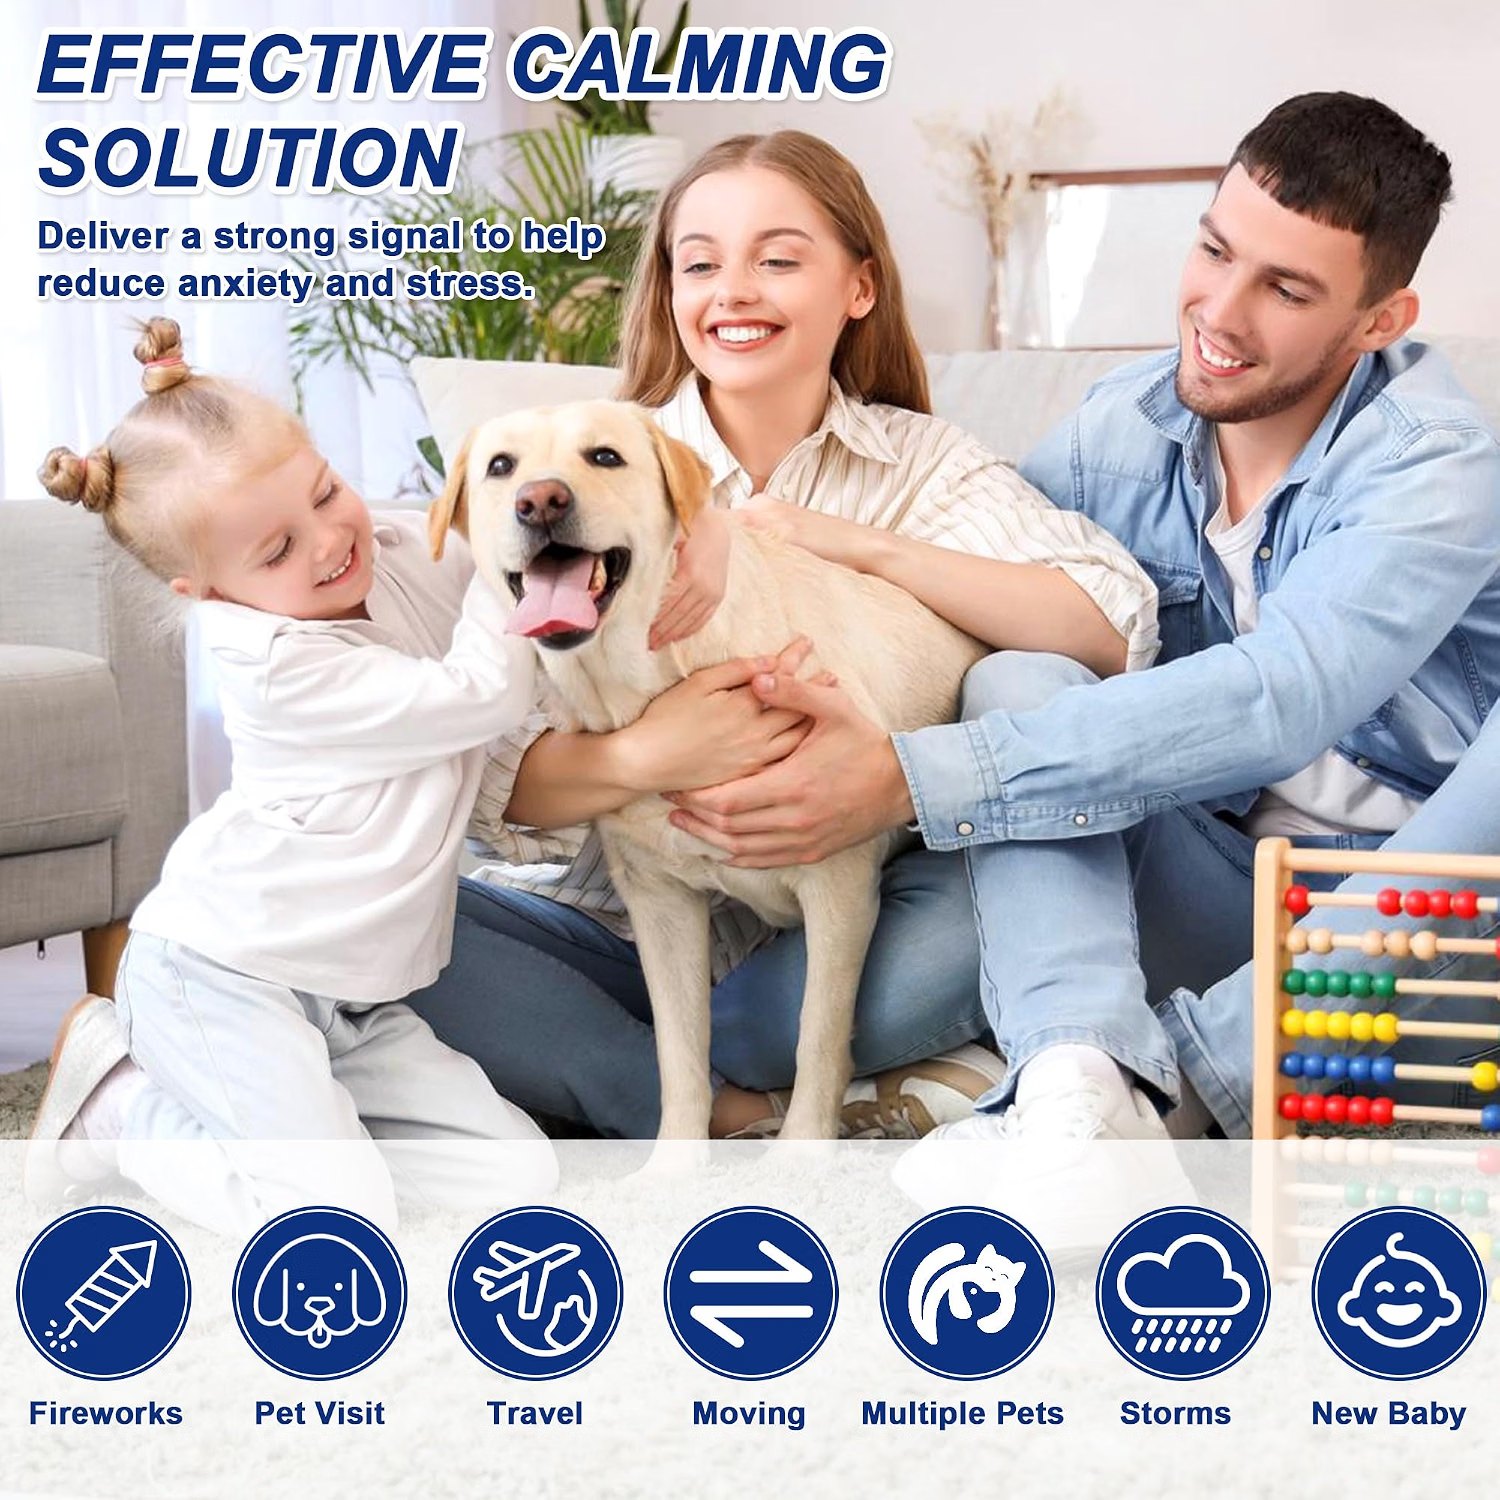 EFFECTIVE CALMING
SOLUTION
Deliver a strong signal to help
reduce anxiety and stress.
Fireworks
Pet Visit
Travel
Moving
Multiple Pets
Storms
New Baby